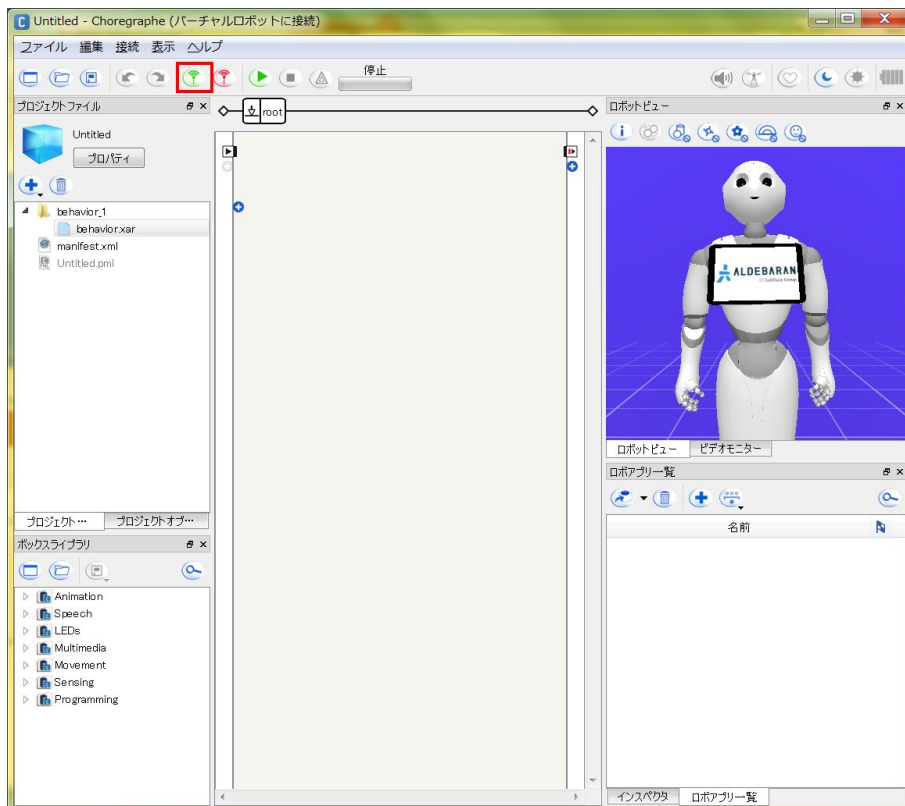 Untitled - Choregraphe (バーチャルロボットに接続)
ファイル 編集 接続 表示 ヘルプ
停止
プロジェクトファイル
Untitled
プロパティ
behavior_1
behavior.xar
manifest.xml
Untitled.pml
プロジェクト… プロジェクトオブ…
ボックスライブラリ
Animation
Speech
LEDs
Multimedia
Movement
Sensing
Programming
root
ロボットビュー
ALDEBARAN
SoftBank Group
ロボットビュー ビデオモニター
ロボアプリ一覧
名前
インスペクタ ロボアプリ一覧